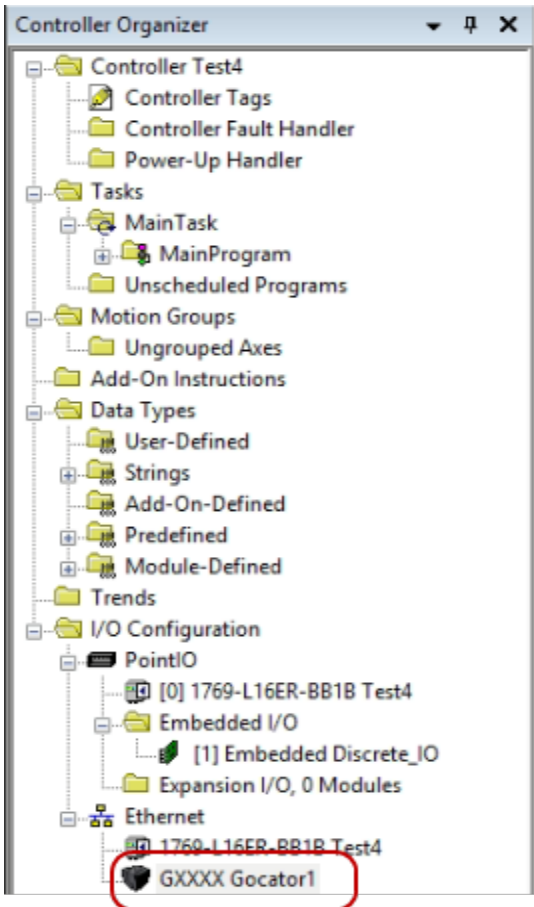 Controller Organizer
Controller Test4
Controller Tags
Controller Fault Handler
Power-Up Handler
Tasks
MainTask
MainProgram
Unscheduled Programs
Motion Groups
Ungrouped Axes
Add-On Instructions
Data Types
User-Defined
Strings
Add-On-Defined
Predefined
Module-Defined
Trends
I/O Configuration
PointIO
[0] 1769-L16ER-BB1B Test4
Embedded I/O
[1] Embedded Discrete_IO
Expansion I/O, 0 Modules
Ethernet
1769-L16ER-BB1B Test4
GXXXX Gocator1